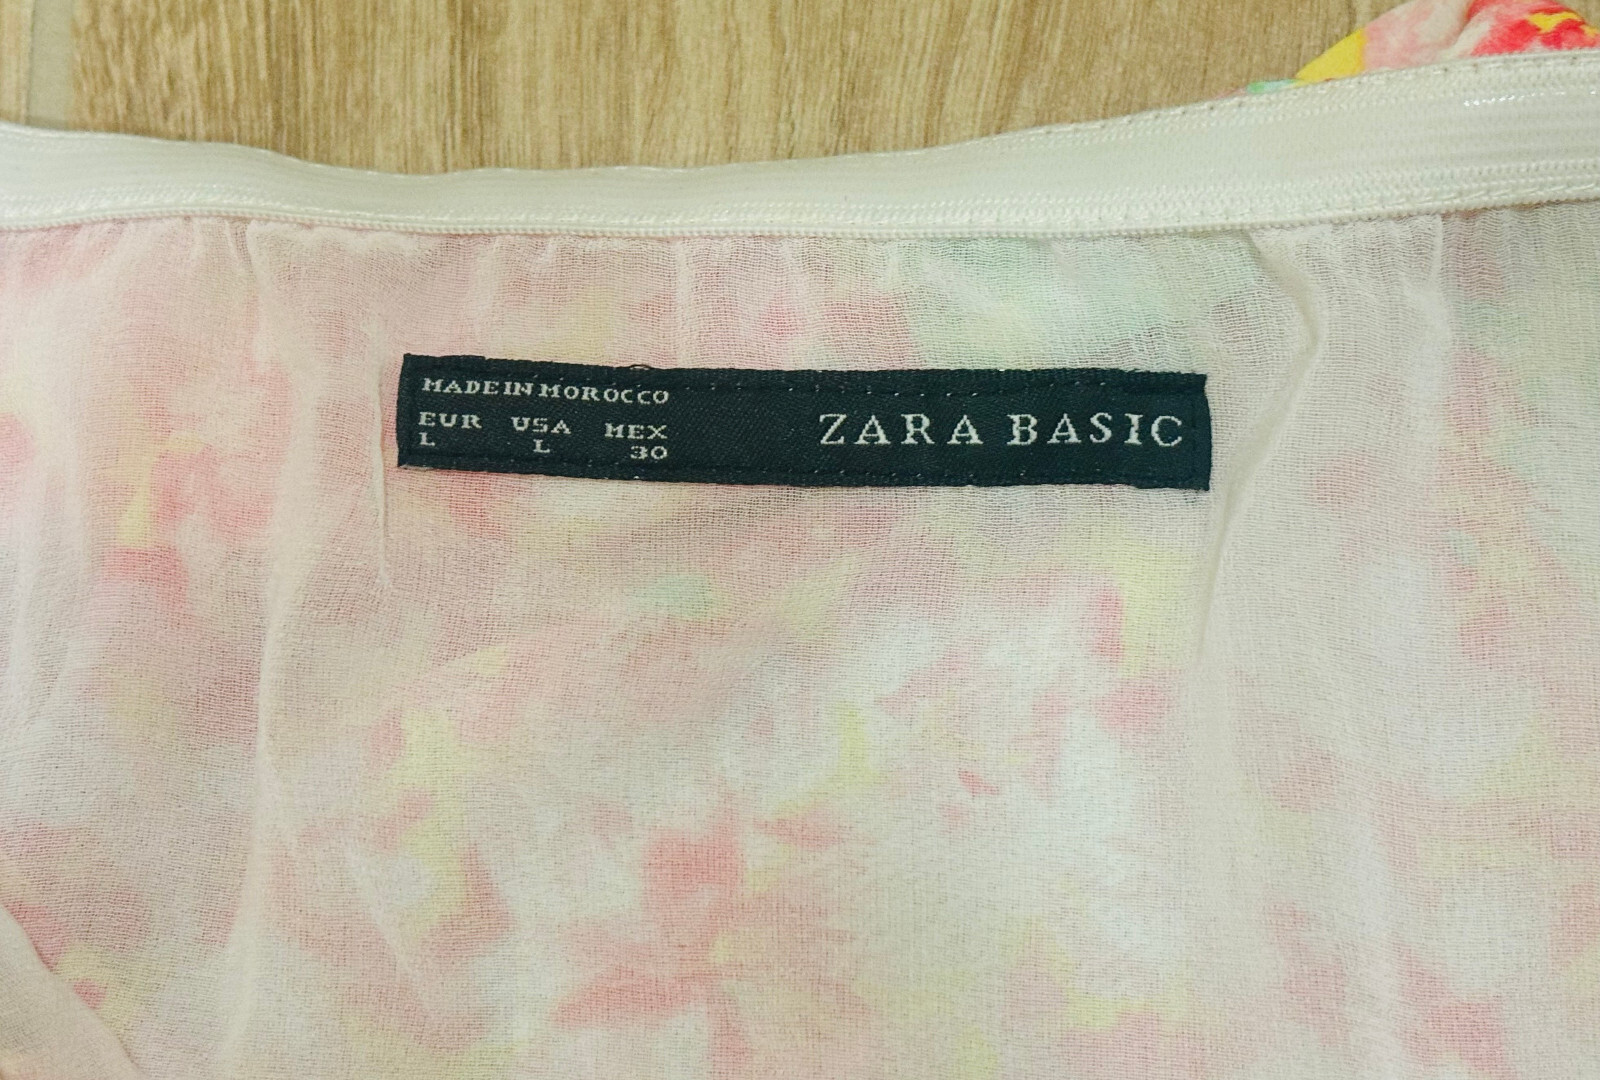 MADE IN MOROCCO
EUR USA MEX
L L 30
ZARA BASIC